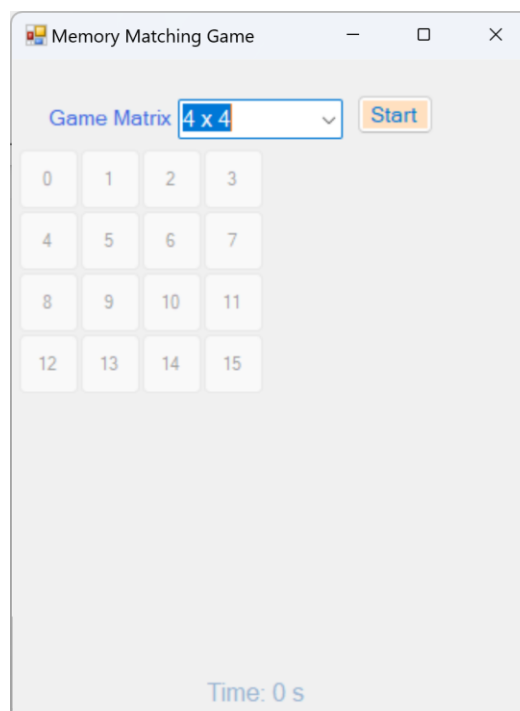 Memory Matching Game
Game Matrix 4 x 4 Start
0 1 2 3
4 5 6 7
8 9 10 11
12 13 14 15
Time: 0 s